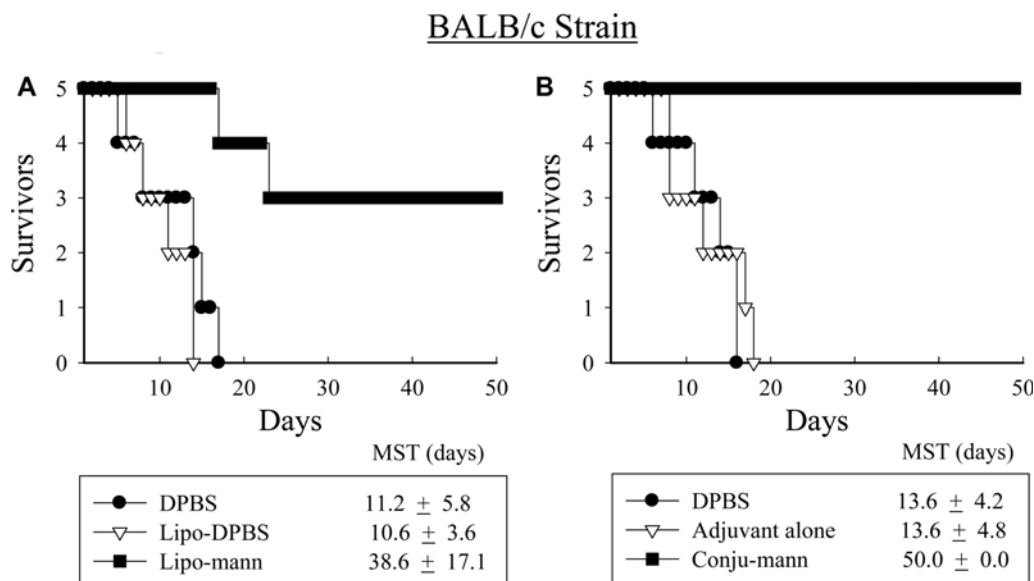 BALB/c Strain
A
B
Survivors
5
4
3
2
1
0
10 20 30 40 50
Days
MST (days)
DPBS 11.2 ± 5.8
Lipo-DPBS 10.6 ± 3.6
Lipo-mann 38.6 ± 17.1
Survivors
5
4
3
2
1
0
10 20 30 40 50
Days
MST (days)
DPBS 13.6 ± 4.2
Adjuvant alone 13.6 ± 4.8
Conju-mann 50.0 ± 0.0